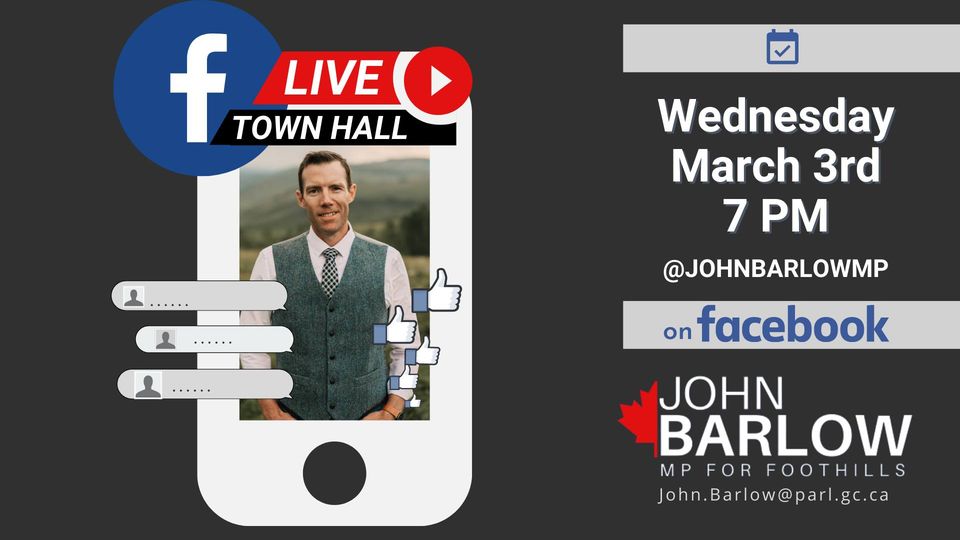 f
LIVE
TOWN HALL
......
......
......
Wednesday
March 3rd
7 PM
@JOHNBARLOWMP
on facebook
JOHN
BARLOW
MP FOR FOOTHILLS
John.Barlow@parl.gc.ca